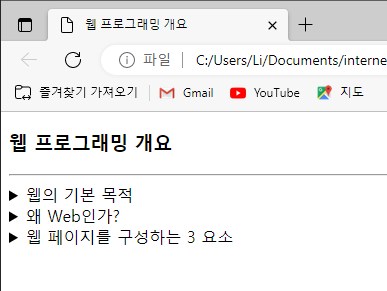 웹 프로그래밍 개요
파일 C:/Users/Li/Documents/interne
즐겨찾기 가져오기 Gmail YouTube 지도
웹 프로그래밍 개요
웹의 기본 목적
왜 Web인가?
웹 페이지를 구성하는 3 요소